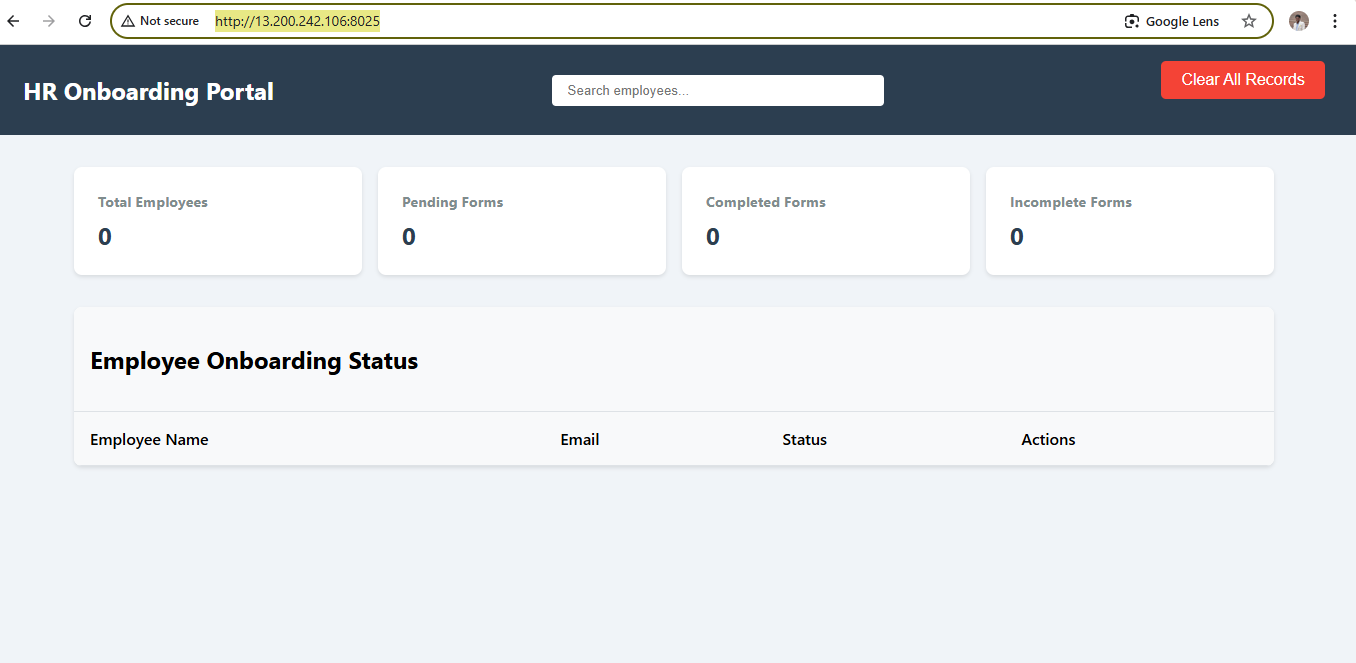 Not secure http://13.200.242.106:8025 Google Lens
HR Onboarding Portal Search employees... Clear All Records
Total Employees Pending Forms Completed Forms Incomplete Forms
0 0 0 0
Employee Onboarding Status
Employee Name Email Status Actions